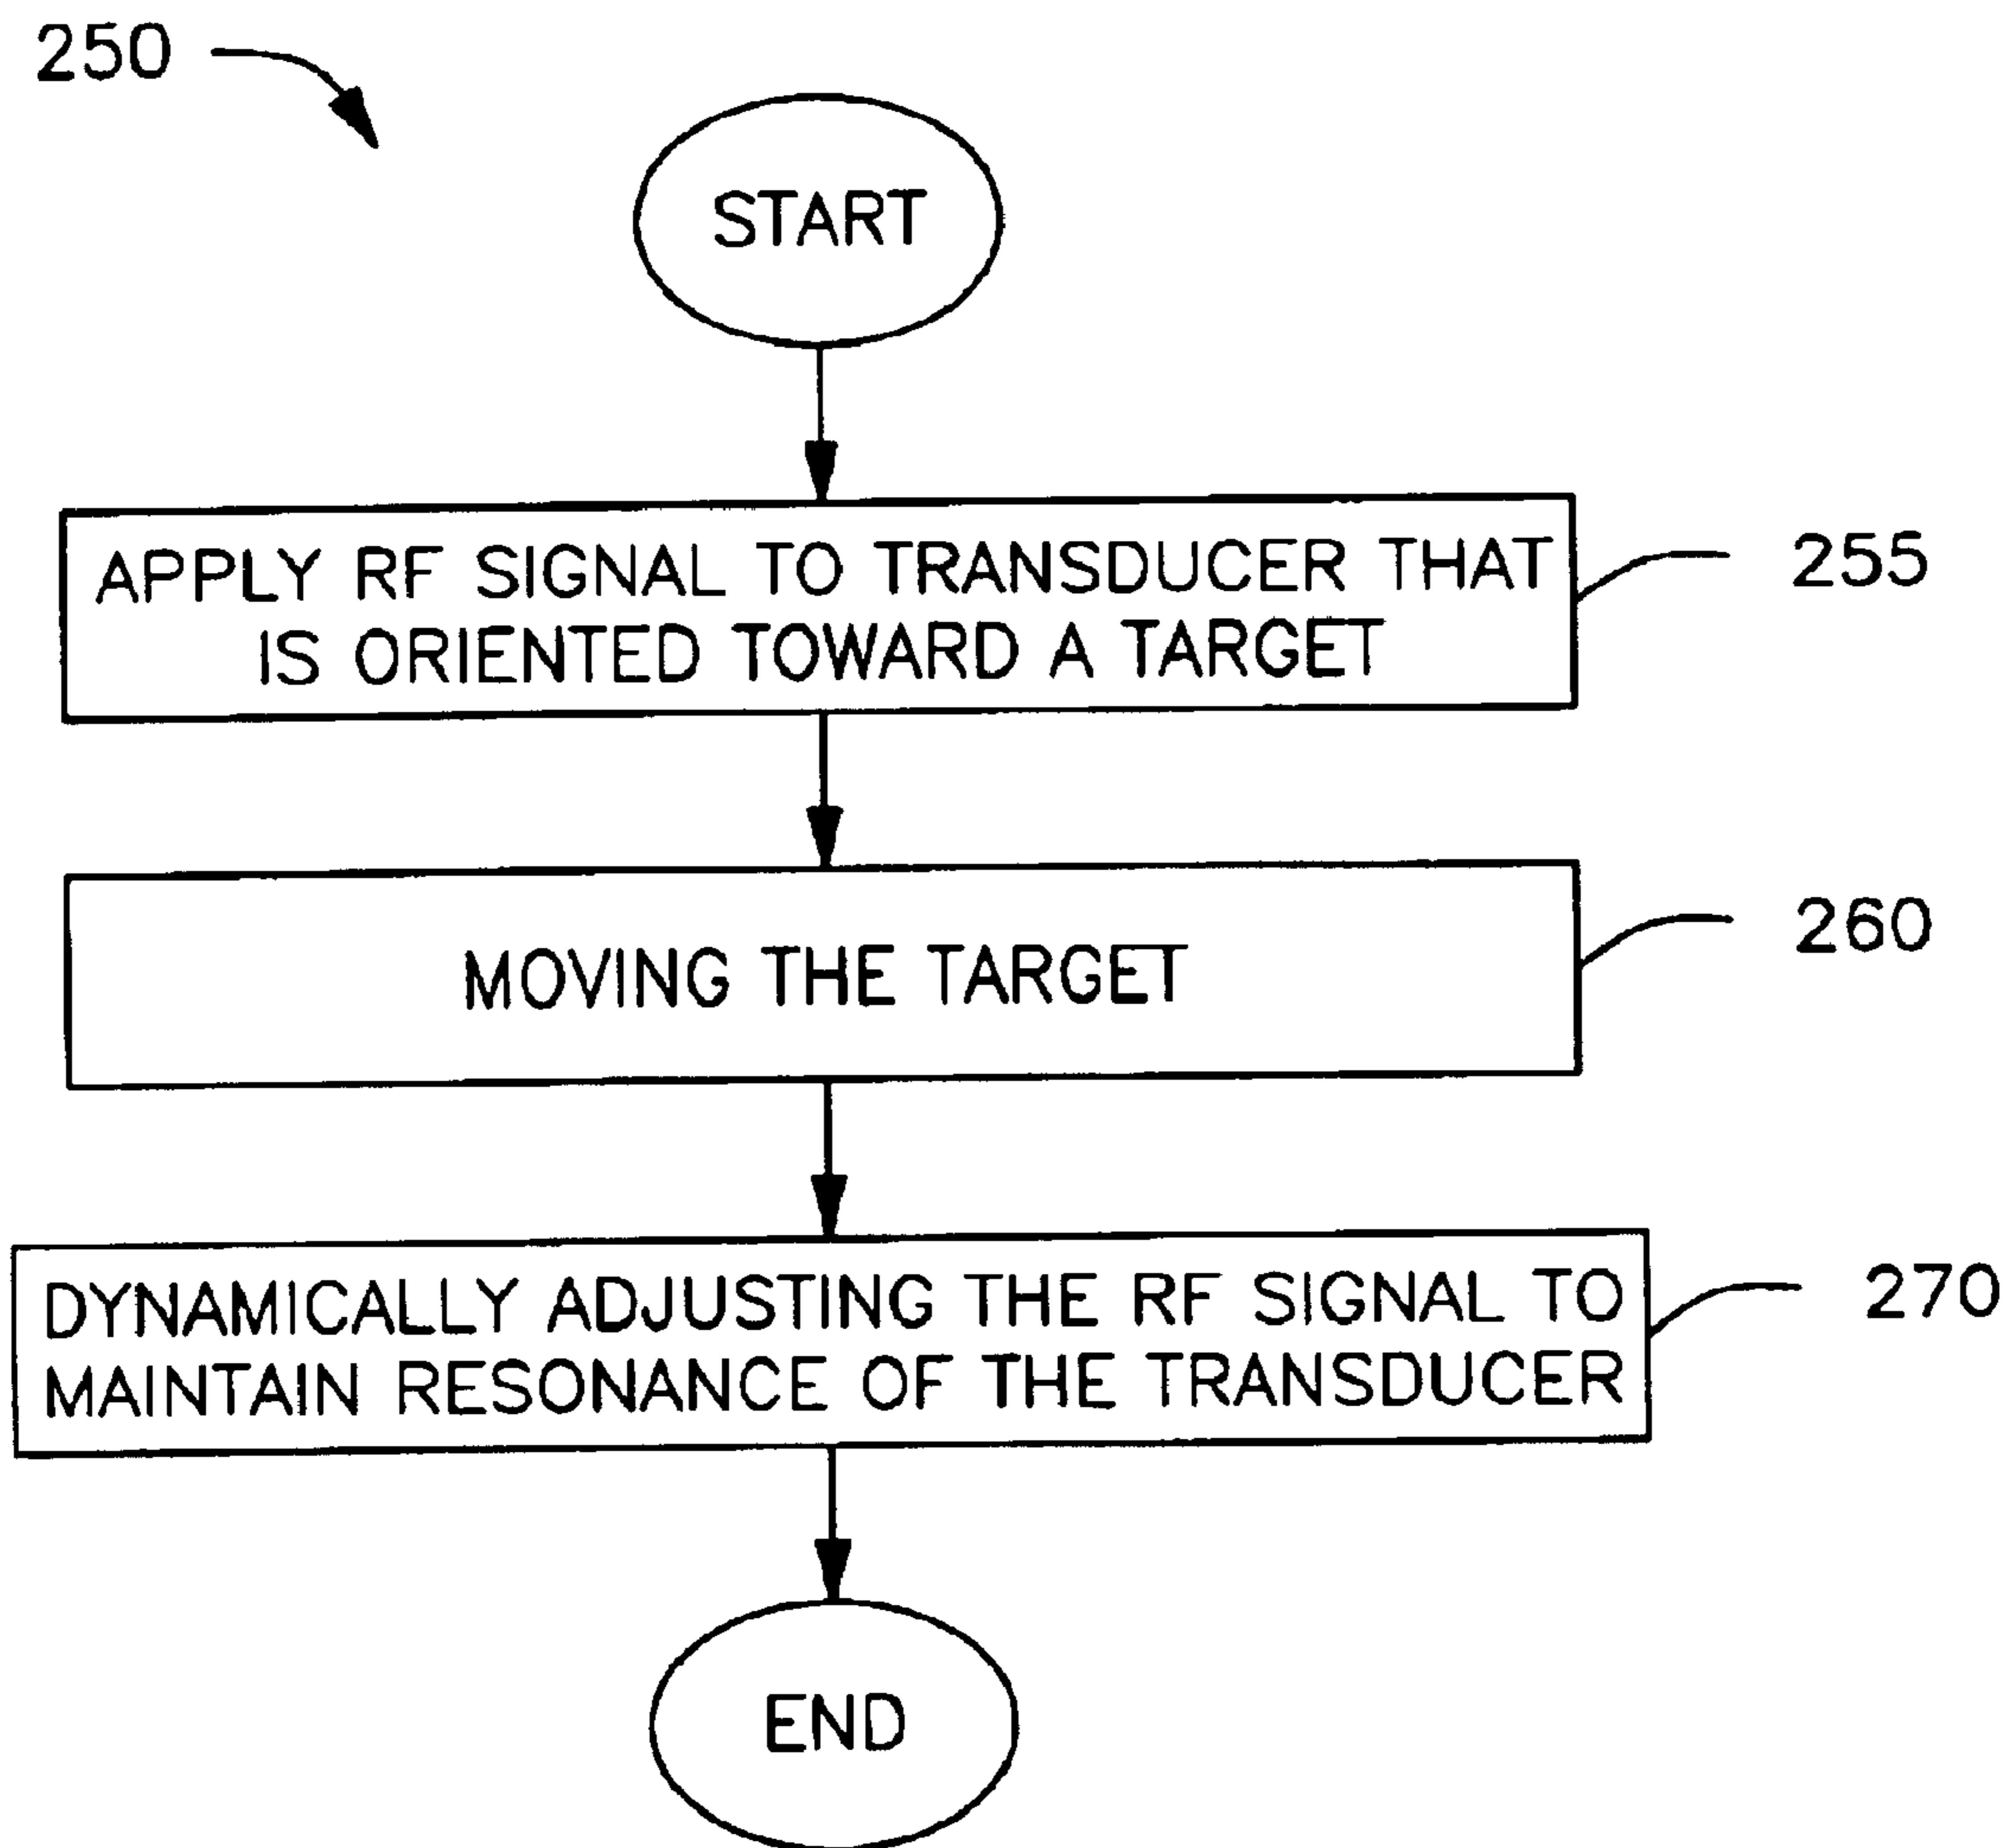 250
START
APPLY RF SIGNAL TO TRANSDUCER THAT
IS ORIENTED TOWARD A TARGET
255
MOVING THE TARGET
260
DYNAMICALLY ADJUSTING THE RF SIGNAL TO
MAINTAIN RESONANCE OF THE TRANSDUCER
270
END